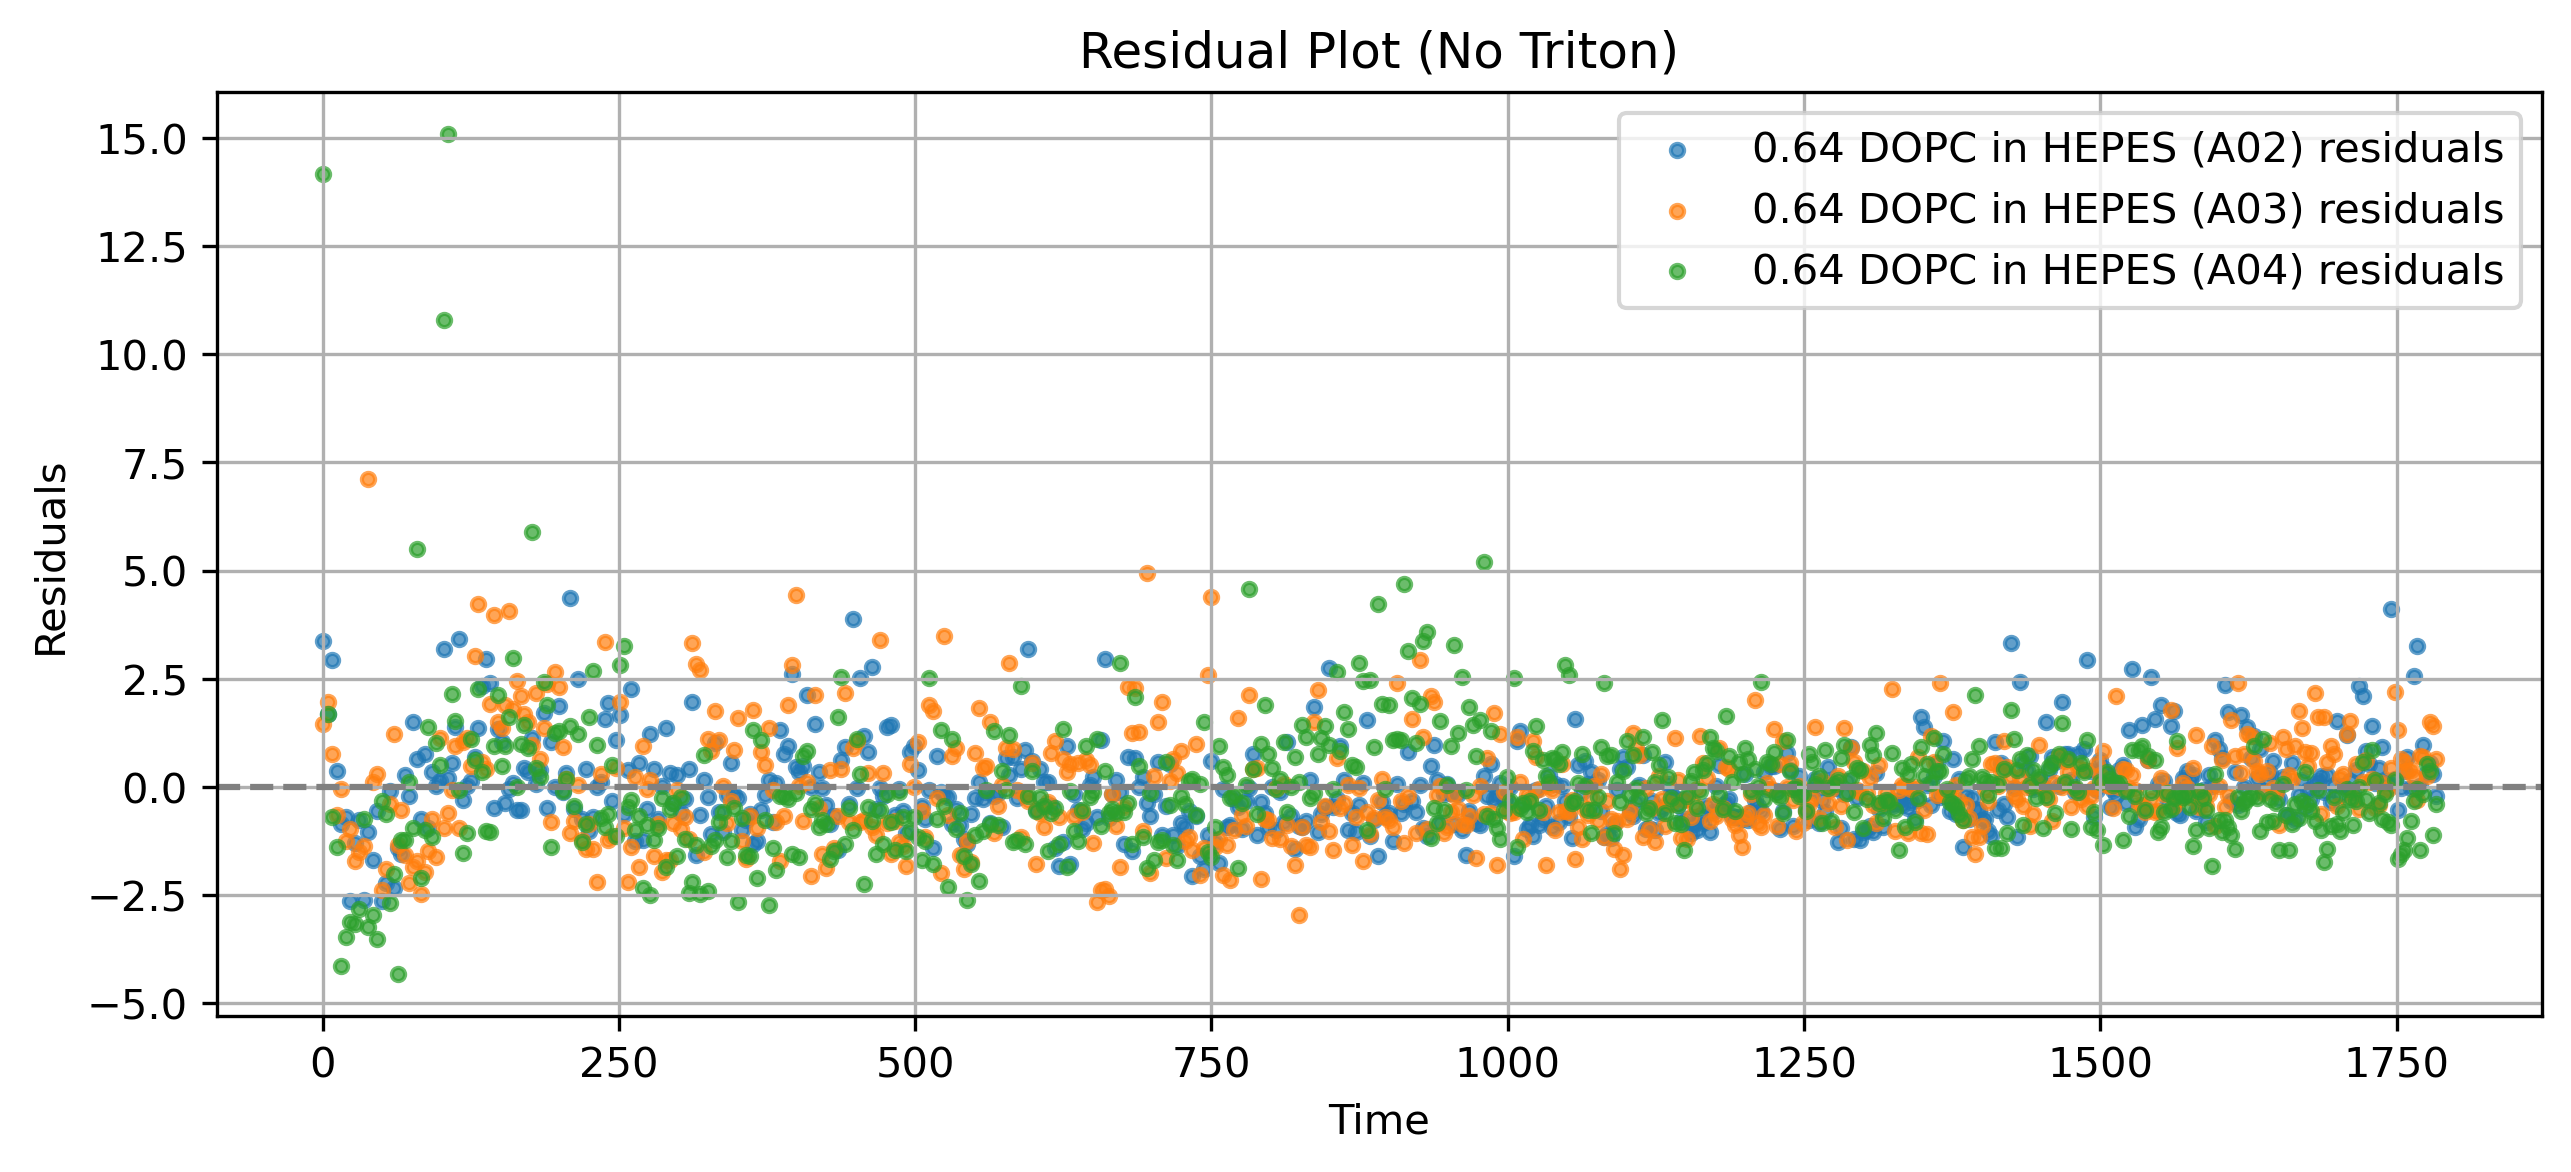 Residual Plot (No Triton)
0.64 DOPC in HEPES (A02) residuals
0.64 DOPC in HEPES (A03) residuals
0.64 DOPC in HEPES (A04) residuals
15.0
12.5
10.0
7.5
5.0
2.5
0.0
−2.5
−5.0
Residuals
0 250 500 750 1000 1250 1500 1750
Time